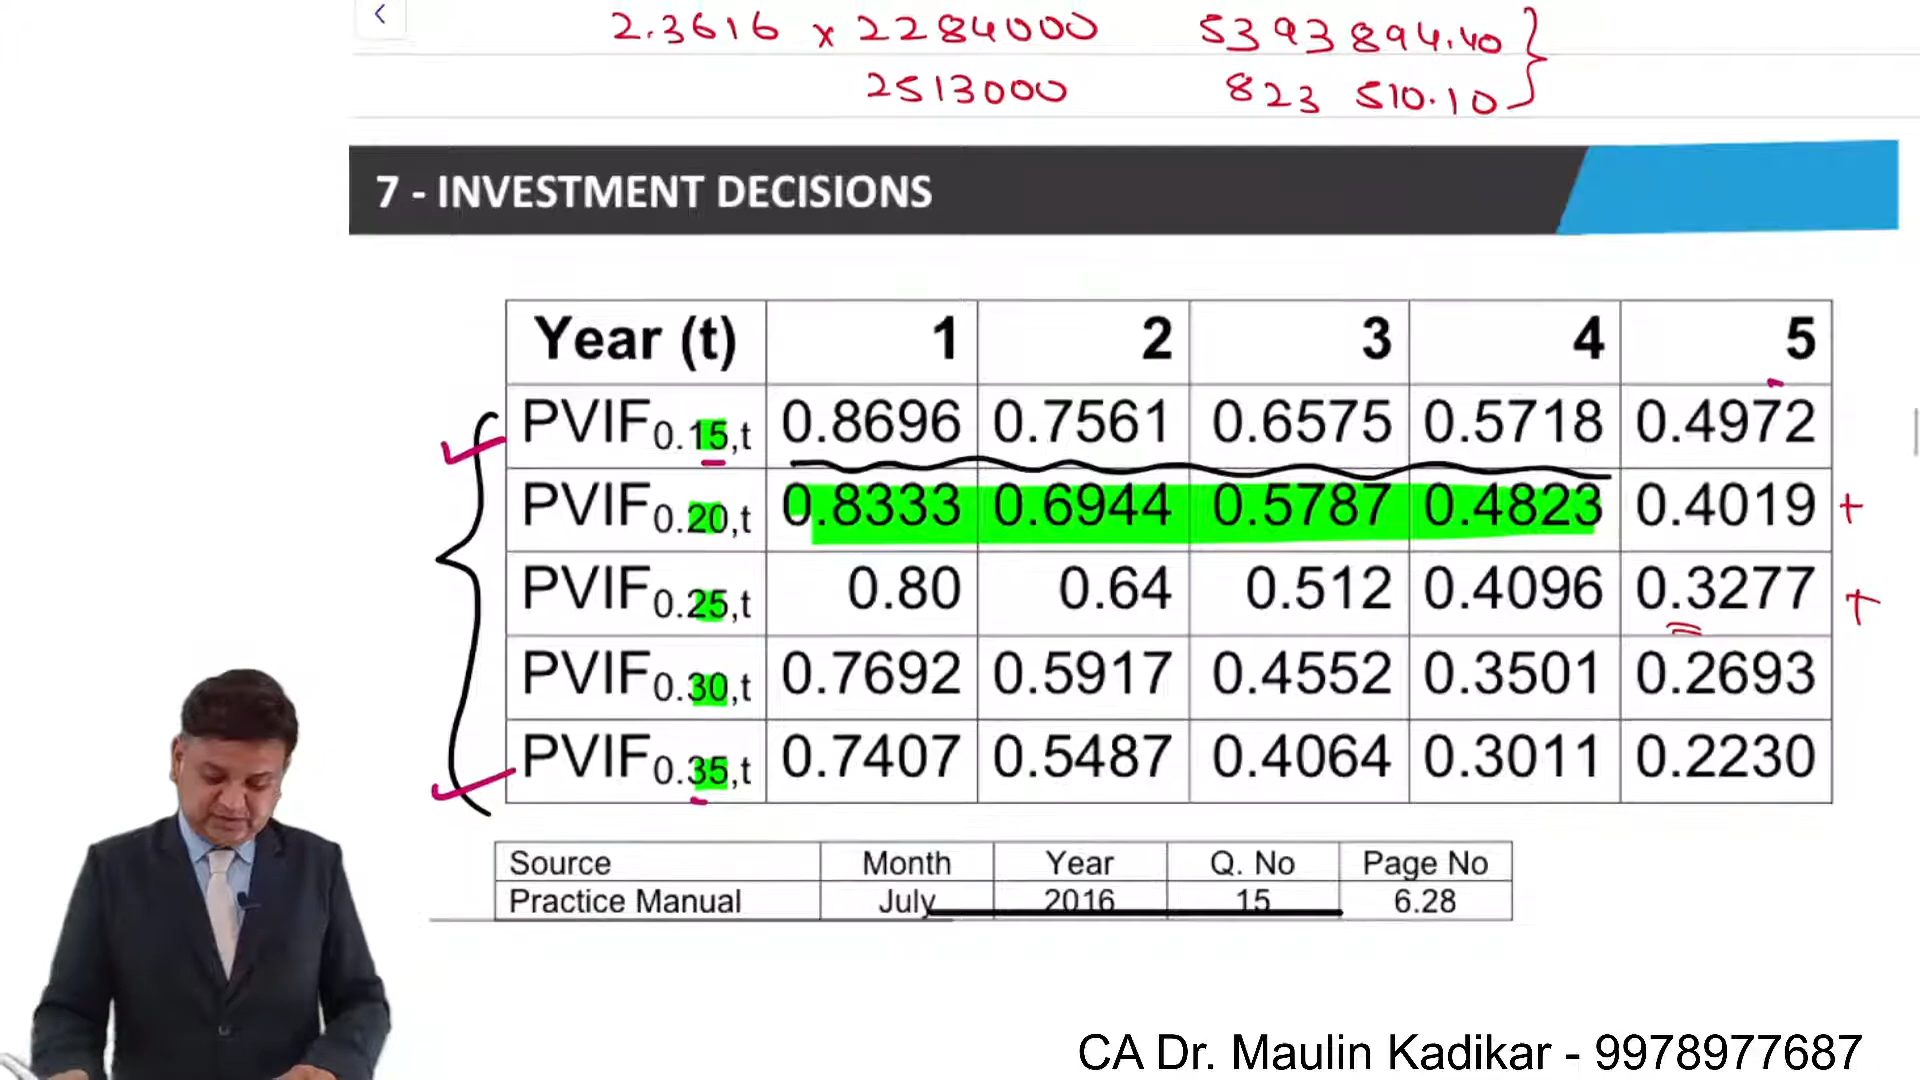 2.3616 x 2284000 5393894.40
2513000 823 510.10
7 - INVESTMENT DECISIONS
Year (t) 1 2 3 4 5
PVIF0.15,t 0.8696 0.7561 0.6575 0.5718 0.4972
PVIF0.20,t 0.8333 0.6944 0.5787 0.4823 0.4019 +
PVIF0.25,t 0.80 0.64 0.512 0.4096 0.3277 +
PVIF0.30,t 0.7692 0.5917 0.4552 0.3501 0.2693
PVIF0.35,t 0.7407 0.5487 0.4064 0.3011 0.2230
Source Month Year Q. No Page No
Practice Manual July 2016 15 6.28
CA Dr. Maulin Kadikar - 9978977687